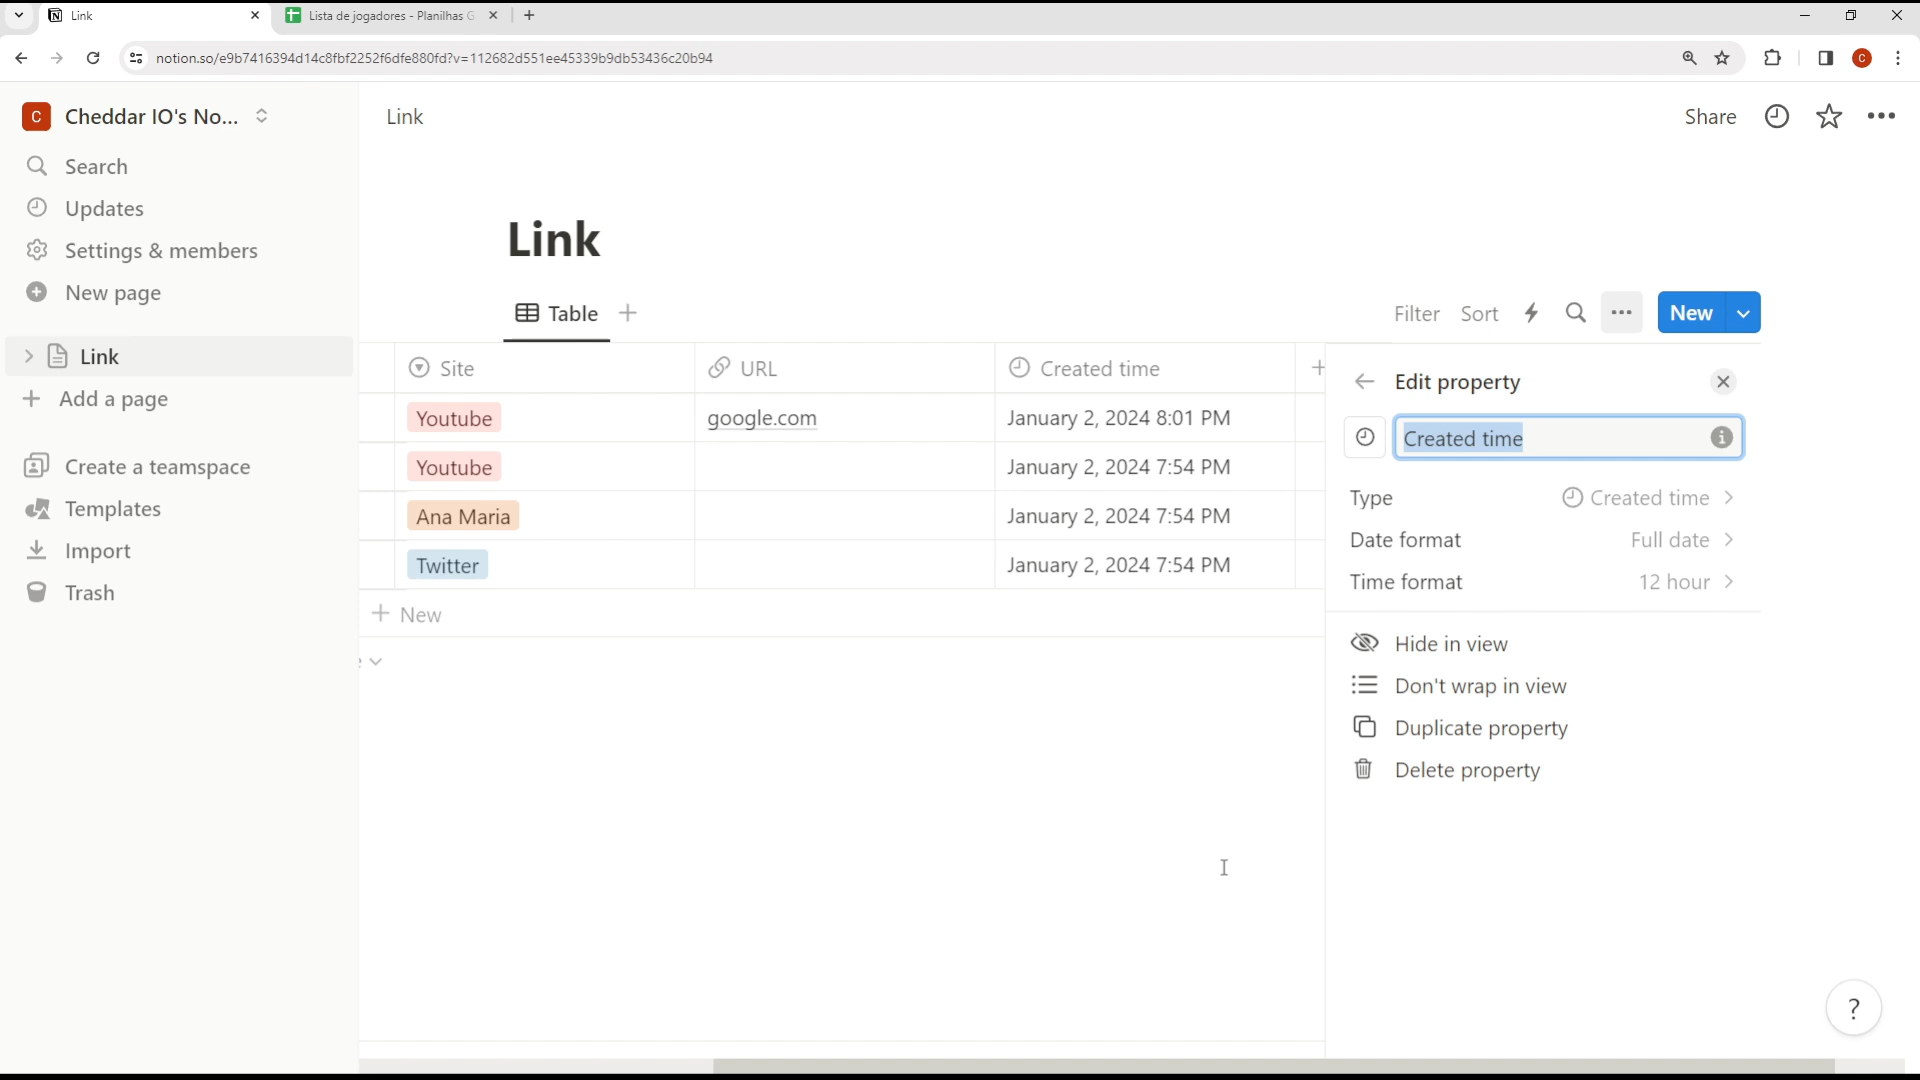 Link
Lista de jogadores - Planilhas G
notion.so/e9b7416394d14c8fbf2252f6dfe880fd?v=112682d551ee45339b9db53436c20b94
C
C Cheddar IO's No...
Link
Share
Search
Updates
Settings & members
New page
Link
Add a page
Create a teamspace
Templates
Import
Trash
Link
Table
Filter Sort
New
Site URL Created time
Youtube google.com January 2, 2024 8:01 PM
Youtube January 2, 2024 7:54 PM
Ana Maria January 2, 2024 7:54 PM
Twitter January 2, 2024 7:54 PM
New
Edit property
Created time
Type Created time
Date format Full date
Time format 12 hour
Hide in view
Don't wrap in view
Duplicate property
Delete property
?